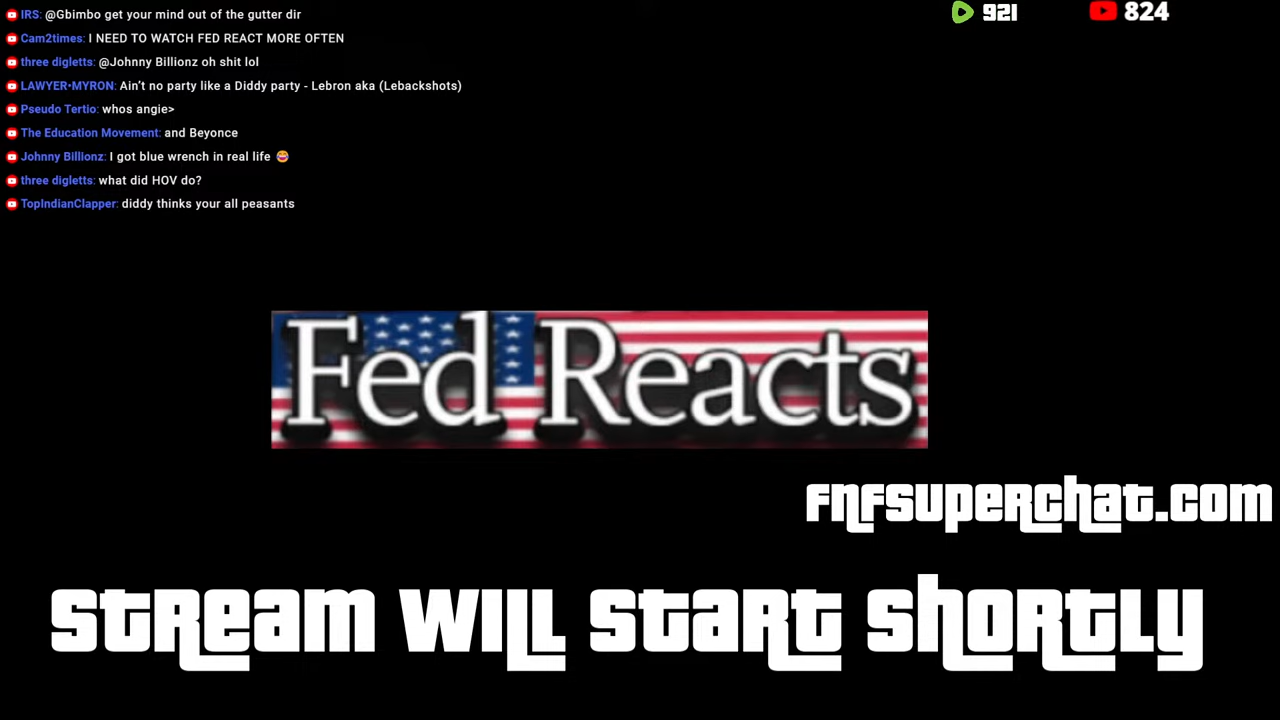 IRS: @Gbimbo get your mind out of the gutter dir
921
824
Cam2times: I NEED TO WATCH FED REACT MORE OFTEN
three digletts: @Johnny Billionz oh shit lol
LAWYER•MYRON: Ain't no party like a Diddy party - Lebron aka (Lebackshots)
Pseudo Tertio: whos angie>
The Education Movement: and Beyonce
Johnny Billionz: I got blue wrench in real life 😂
three digletts: what did HOV do?
TopIndianClapper: diddy thinks your all peasants
Fed Reacts
fnfsuperchat.com
Stream Will Start Shortly